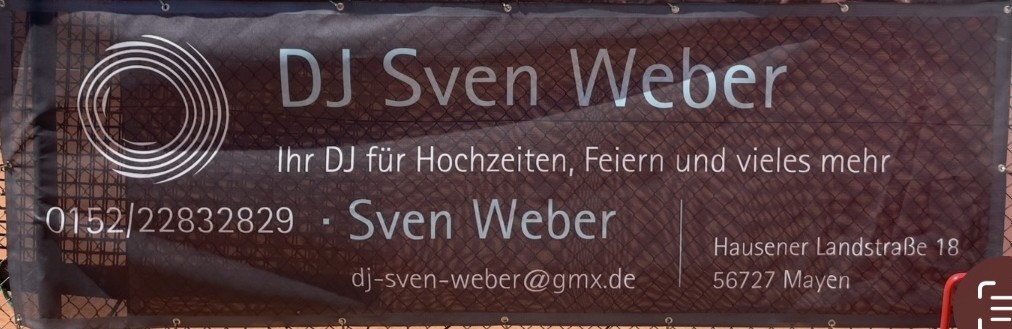 DJ Sven Weber
Ihr DJ für Hochzeiten, Feiern und vieles mehr
0152/22832829 · Sven Weber
dj-sven-weber@gmx.de
Hausener Landstraße 18
56727 Mayen